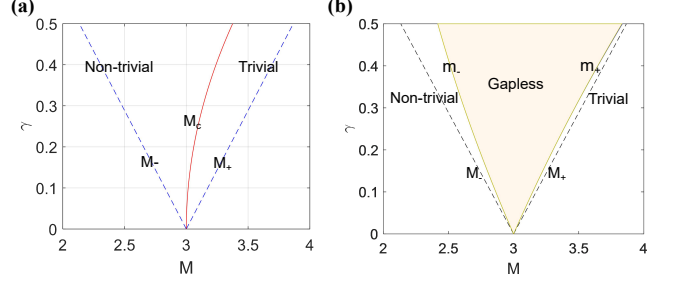 (a)
0.5
0.4
0.3
0.2
0.1
0
γ
Non-trivial
Trivial
Mc
M-
M+
2
2.5
3
3.5
4
M
(b)
0.5
0.4
0.3
0.2
0.1
0
γ
m-
m+
Gapless
Non-trivial
Trivial
M-
M+
2
2.5
3
3.5
4
M